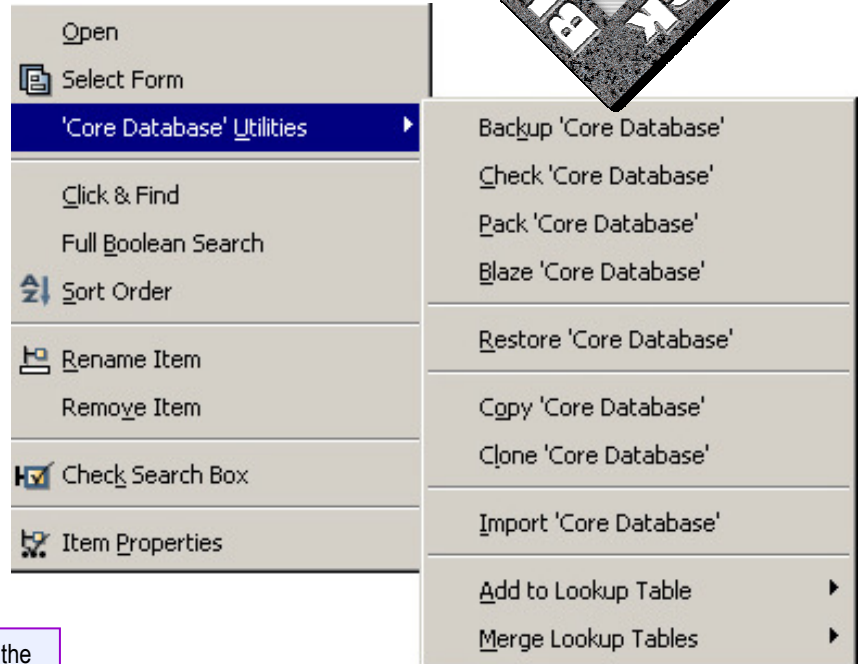 Open
Select Form
'Core Database' Utilities
Click & Find
Full Boolean Search
Sort Order
Rename Item
Remove Item
Check Search Box
Item Properties
Backup 'Core Database'
Check 'Core Database'
Pack 'Core Database'
Blaze 'Core Database'
Restore 'Core Database'
Copy 'Core Database'
Clone 'Core Database'
Import 'Core Database'
Add to Lookup Table
Merge Lookup Tables
the